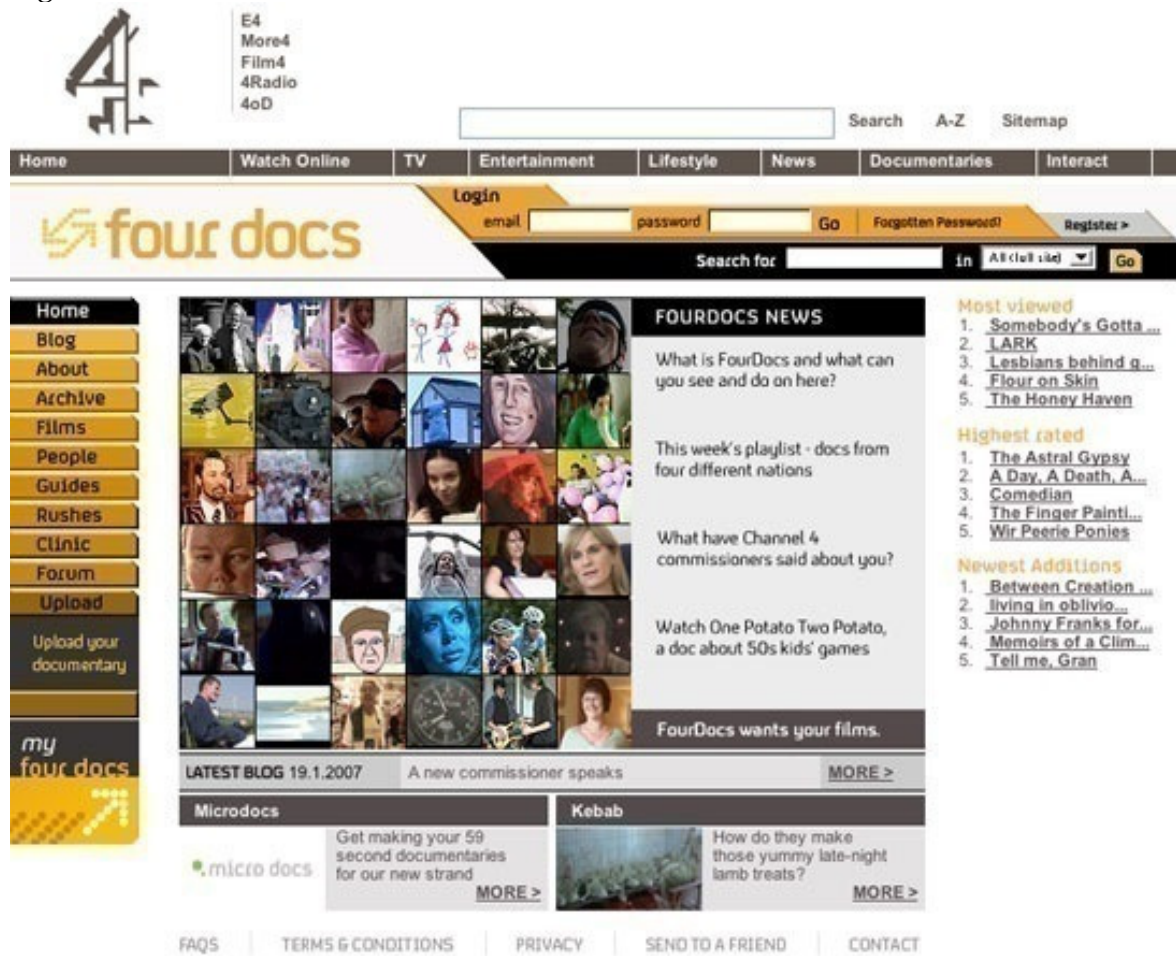 E4
More4
Film4
4Radio
4oD
Search A-Z Sitemap
Home Watch Online TV Entertainment Lifestyle News Documentaries Interact
Login
email password Go Forgotten Password? Register >
four docs
Search for in All (full site) Go
Home
Blog
About
Archive
Films
People
Guides
Rushes
Clinic
Forum
Upload
Upload your
documentary
my
four docs
FOURDOCS NEWS
What is FourDocs and what can
you see and do on here?
This week's playlist - docs from
four different nations
What have Channel 4
commissioners said about you?
Watch One Potato Two Potato,
a doc about 50s kids' games
FourDocs wants your films.
Most viewed
1. Somebody's Gotta ...
2. LARK
3. Lesbians behind g...
4. Flour on Skin
5. The Honey Haven
Highest rated
1. The Astral Gypsy
2. A Day, A Death, A...
3. Comedian
4. The Finger Painti...
5. Wir Peerie Ponies
Newest Additions
1. Between Creation ...
2. living in oblivio...
3. Johnny Franks for...
4. Memoirs of a Clim...
5. Tell me, Gran
LATEST BLOG 19.1.2007 A new commissioner speaks MORE >
Microdocs
micro docs
Get making your 59
second documentaries
for our new strand
MORE >
Kebab
How do they make
those yummy late-night
lamb treats?
MORE >
FAQS TERMS & CONDITIONS PRIVACY SEND TO A FRIEND CONTACT